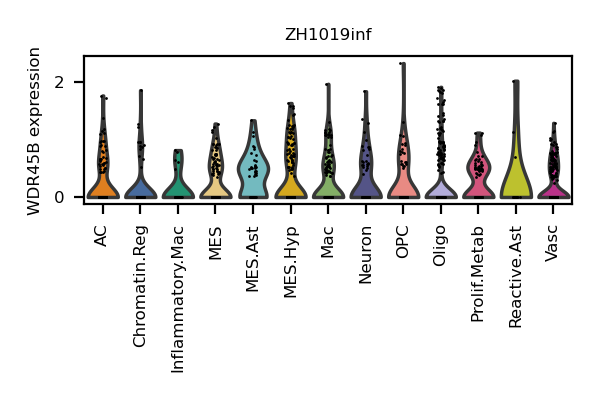 ZH1019inf
WDR45B expression
2
0
AC
Chromatin.Reg
Inflammatory.Mac
MES
MES.Ast
MES.Hyp
Mac
Neuron
OPC
Oligo
Prolif.Metab
Reactive.Ast
Vasc